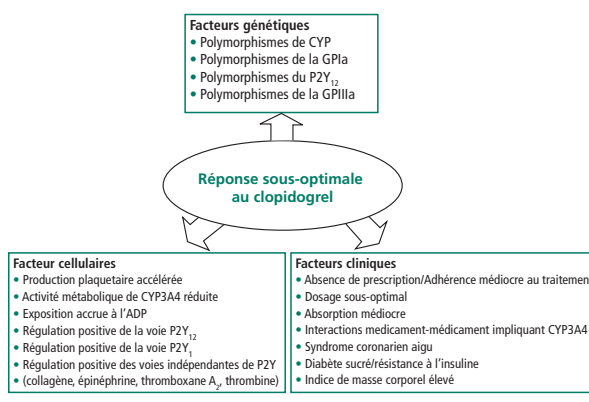 Facteurs génétiques
• Polymorphismes de CYP
• Polymorphismes de la GPIa
• Polymorphismes du P2Y₁₂
• Polymorphismes de la GPIIIa
Réponse sous-optimale
au clopidogrel
Facteur cellulaires
• Production plaquetaire accélérée
• Activité métabolique de CYP3A4 réduite
• Exposition accrue à l'ADP
• Régulation positive de la voie P2Y₁₂
• Régulation positive de la voie P2Y₁
• Régulation positive des voies indépendantes de P2Y
• (collagène, épinéphrine, thromboxane A₂, thrombine)
Facteurs cliniques
• Absence de prescription/Adhérence médiocre au traitemen
• Dosage sous-optimal
• Absorption médiocre
• Interactions medicament-médicament impliquant CYP3A4
• Syndrome coronarien aigu
• Diabète sucré/résistance à l'insuline
• Indice de masse corporel élevé